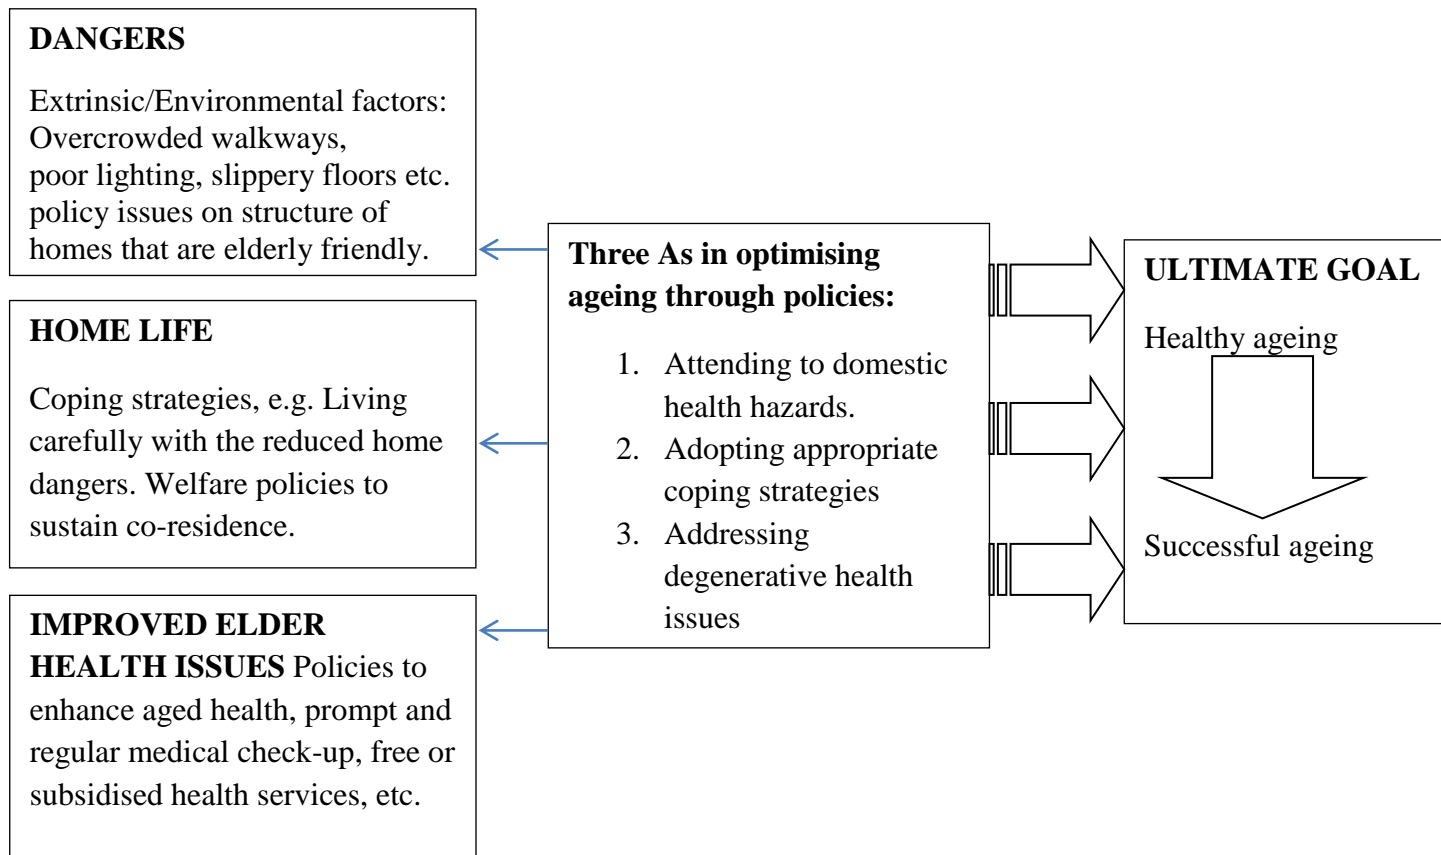 DANGERS
Extrinsic/Environmental factors:
Overcrowded walkways,
poor lighting, slippery floors etc.
policy issues on structure of
homes that are elderly friendly.
HOME LIFE
Coping strategies, e.g. Living
carefully with the reduced home
dangers. Welfare policies to
sustain co-residence.
IMPROVED ELDER
HEALTH ISSUES Policies to
enhance aged health, prompt and
regular medical check-up, free or
subsidised health services, etc.
Three As in optimising
ageing through policies:
1. Attending to domestic
health hazards.
2. Adopting appropriate
coping strategies
3. Addressing
degenerative health
issues
ULTIMATE GOAL
Healthy ageing
Successful ageing